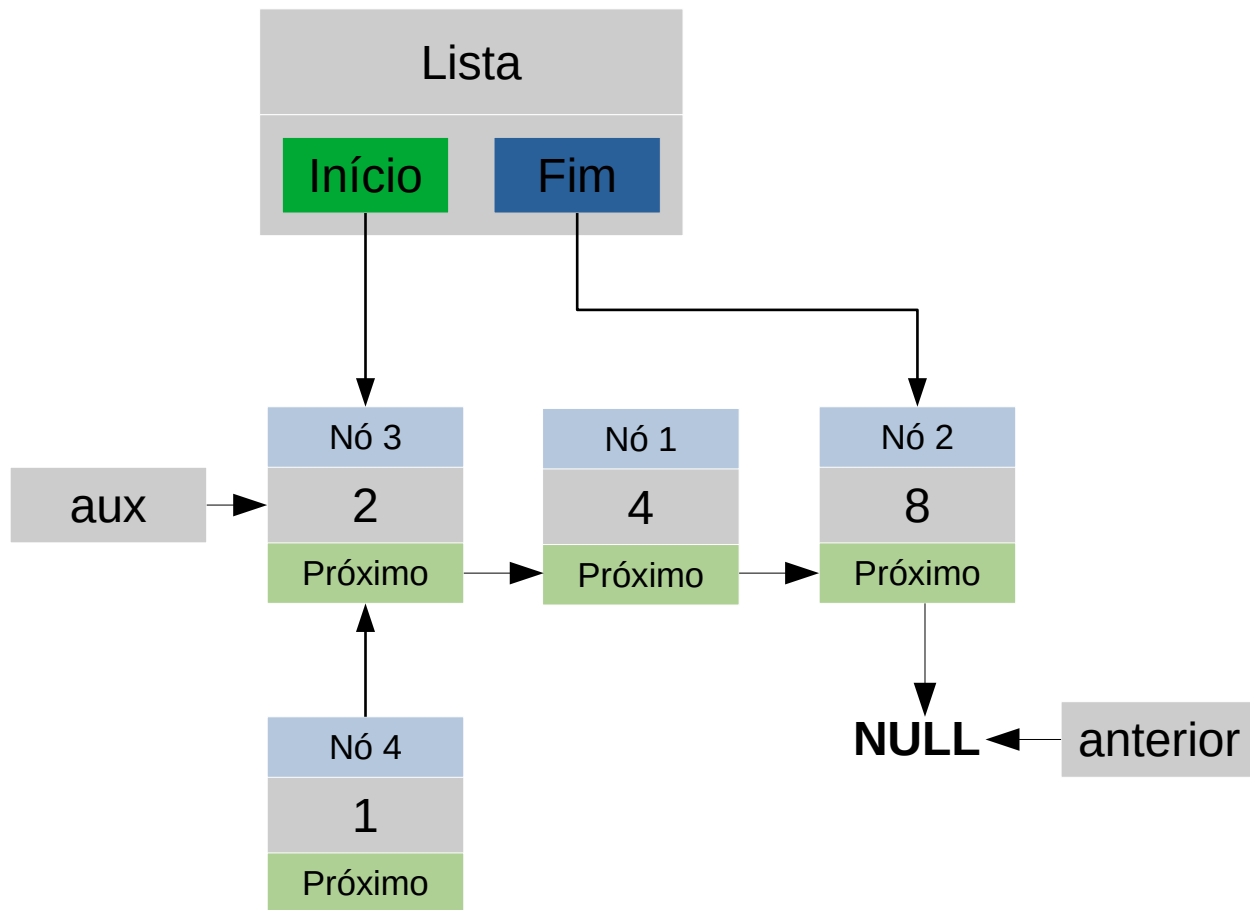 Lista
Início
Fim
Nó 3
Nó 1
Nó 2
aux
2
4
8
Próximo
Próximo
Próximo
Nó 4
NULL
anterior
1
Próximo